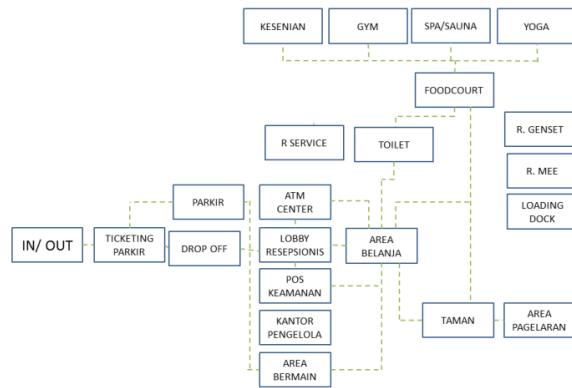 KESENIAN
GYM
SPA/SAUNA
YOGA
FOODCOURT
R SERVICE
TOILET
R. GENSET
R. MEE
LOADING
DOCK
PARKIR
ATM
CENTER
IN/ OUT
TICKETING
PARKIR
DROP OFF
LOBBY
RESEPSIONIS
AREA
BELANJA
POS
KEAMANAN
KANTOR
PENGELOLA
AREA
BERMAIN
TAMAN
AREA
PAGELARAN